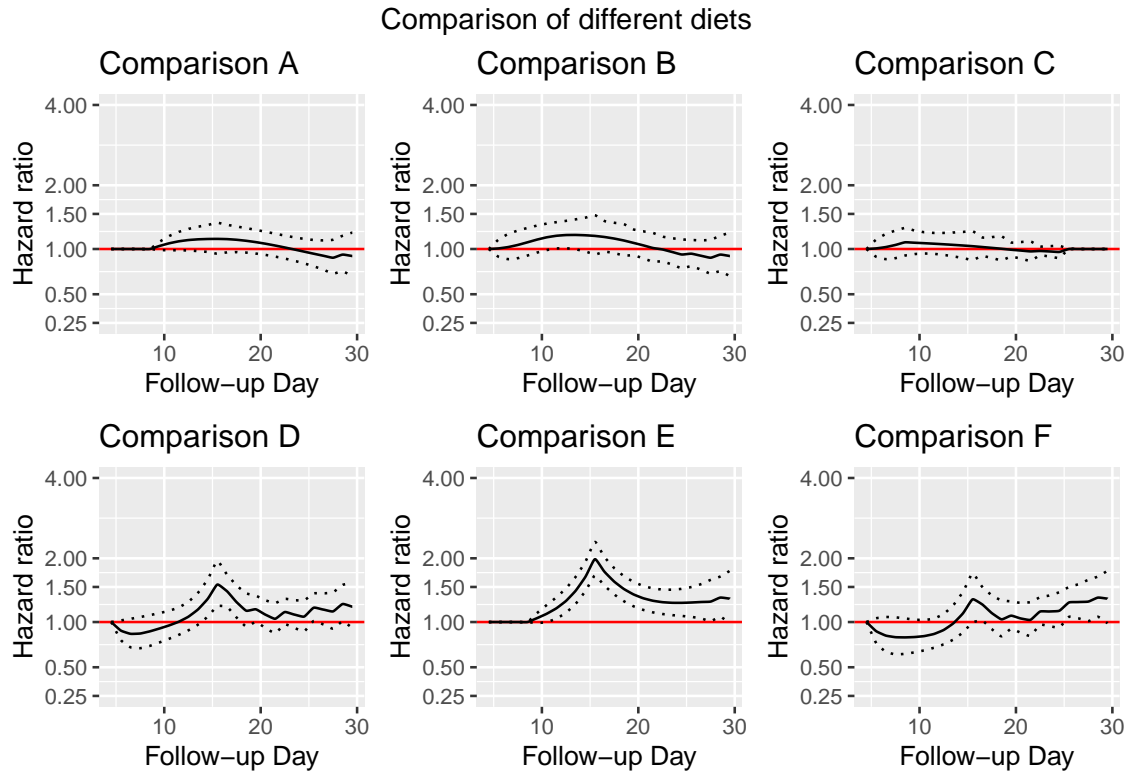 Comparison of different diets
Comparison A
Hazard ratio
4.00
2.00
1.50
1.00
0.50
0.25
10 20 30
Follow−up Day
Comparison B
Hazard ratio
4.00
2.00
1.50
1.00
0.50
0.25
10 20 30
Follow−up Day
Comparison C
Hazard ratio
4.00
2.00
1.50
1.00
0.50
0.25
10 20 30
Follow−up Day
Comparison D
Hazard ratio
4.00
2.00
1.50
1.00
0.50
0.25
10 20 30
Follow−up Day
Comparison E
Hazard ratio
4.00
2.00
1.50
1.00
0.50
0.25
10 20 30
Follow−up Day
Comparison F
Hazard ratio
4.00
2.00
1.50
1.00
0.50
0.25
10 20 30
Follow−up Day